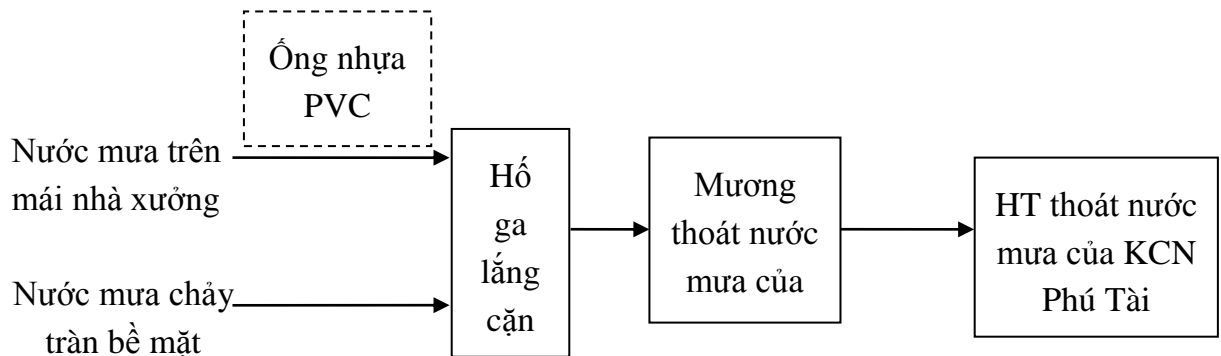 Ống nhựa
PVC
Nước mưa trên
mái nhà xưởng
Nước mưa chảy
tràn bề mặt
Hố
ga
lắng
cặn
Mương
thoát nước
mưa của
HT thoát nước
mưa của KCN
Phú Tài